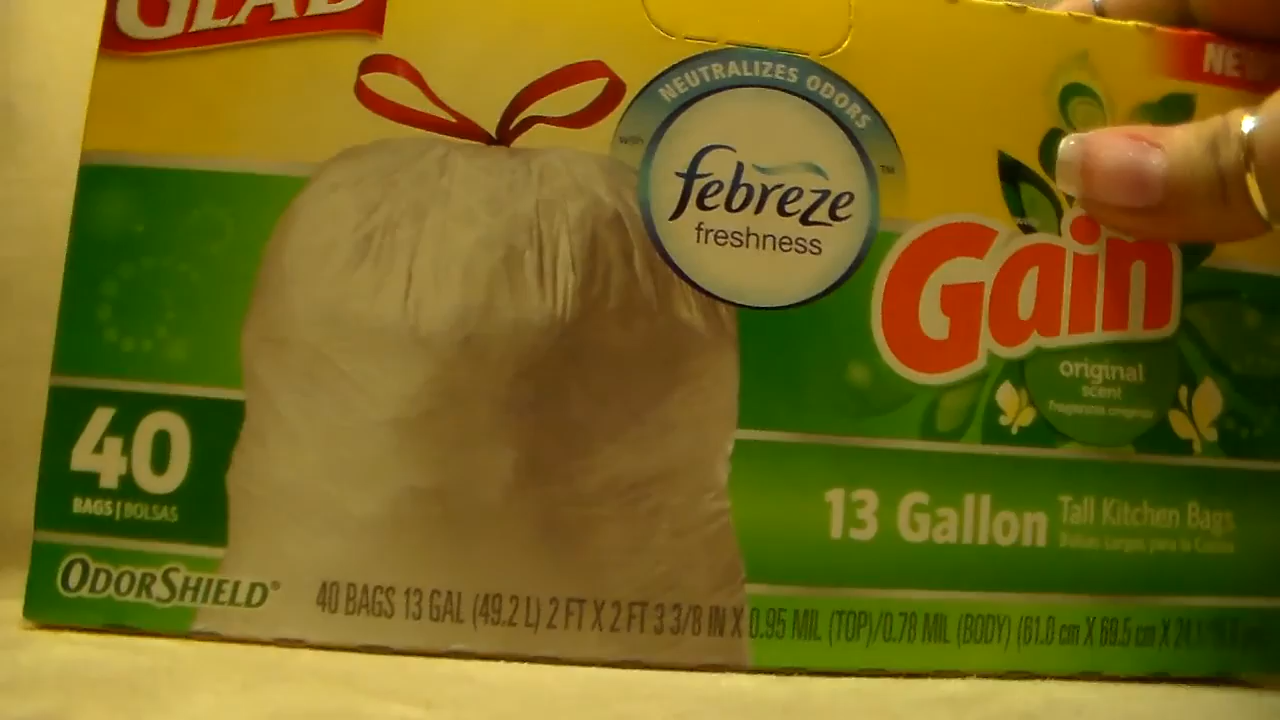 GLAD
NEW
NEUTRALIZES ODORS
with
febreze
™
freshness
Gain
original
scent
40
BAGS | BOLSAS
13 Gallon Tall Kitchen Bags
ODORSHIELD®
40 BAGS 13 GAL (49.2 L) 2 FT X 2 FT 3 3/8 IN X 0.95 MIL (TOP)/0.78 MIL (BODY) (61.0 cm X 69.5 cm X